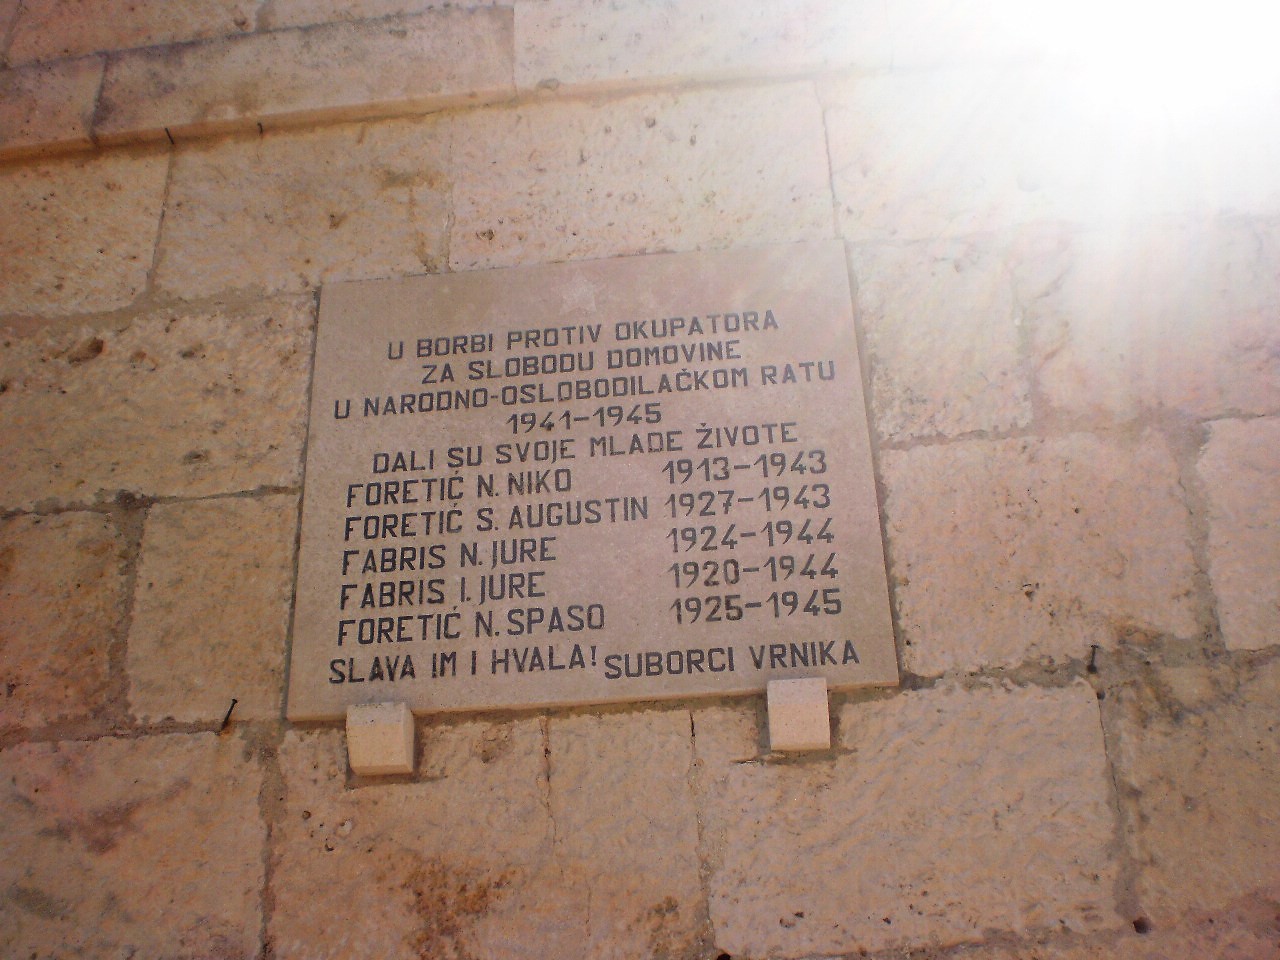 U BORBI PROTIV OKUPATORA
ZA SLOBODU DOMOVINE
U NARODNO-OSLOBODILAČKOM RATU
1941-1945
DALI SU SVOJE MLADE ŽIVOTE
FORETIĆ N. NIKO 1913-1943
FORETIĆ S. AUGUSTIN 1927-1943
FABRIS N. JURE 1924-1944
FABRIS I. JURE 1920-1944
FORETIĆ N. SPASO 1925-1945
SLAVA IM I HVALA! SUBORCI VRNIKA